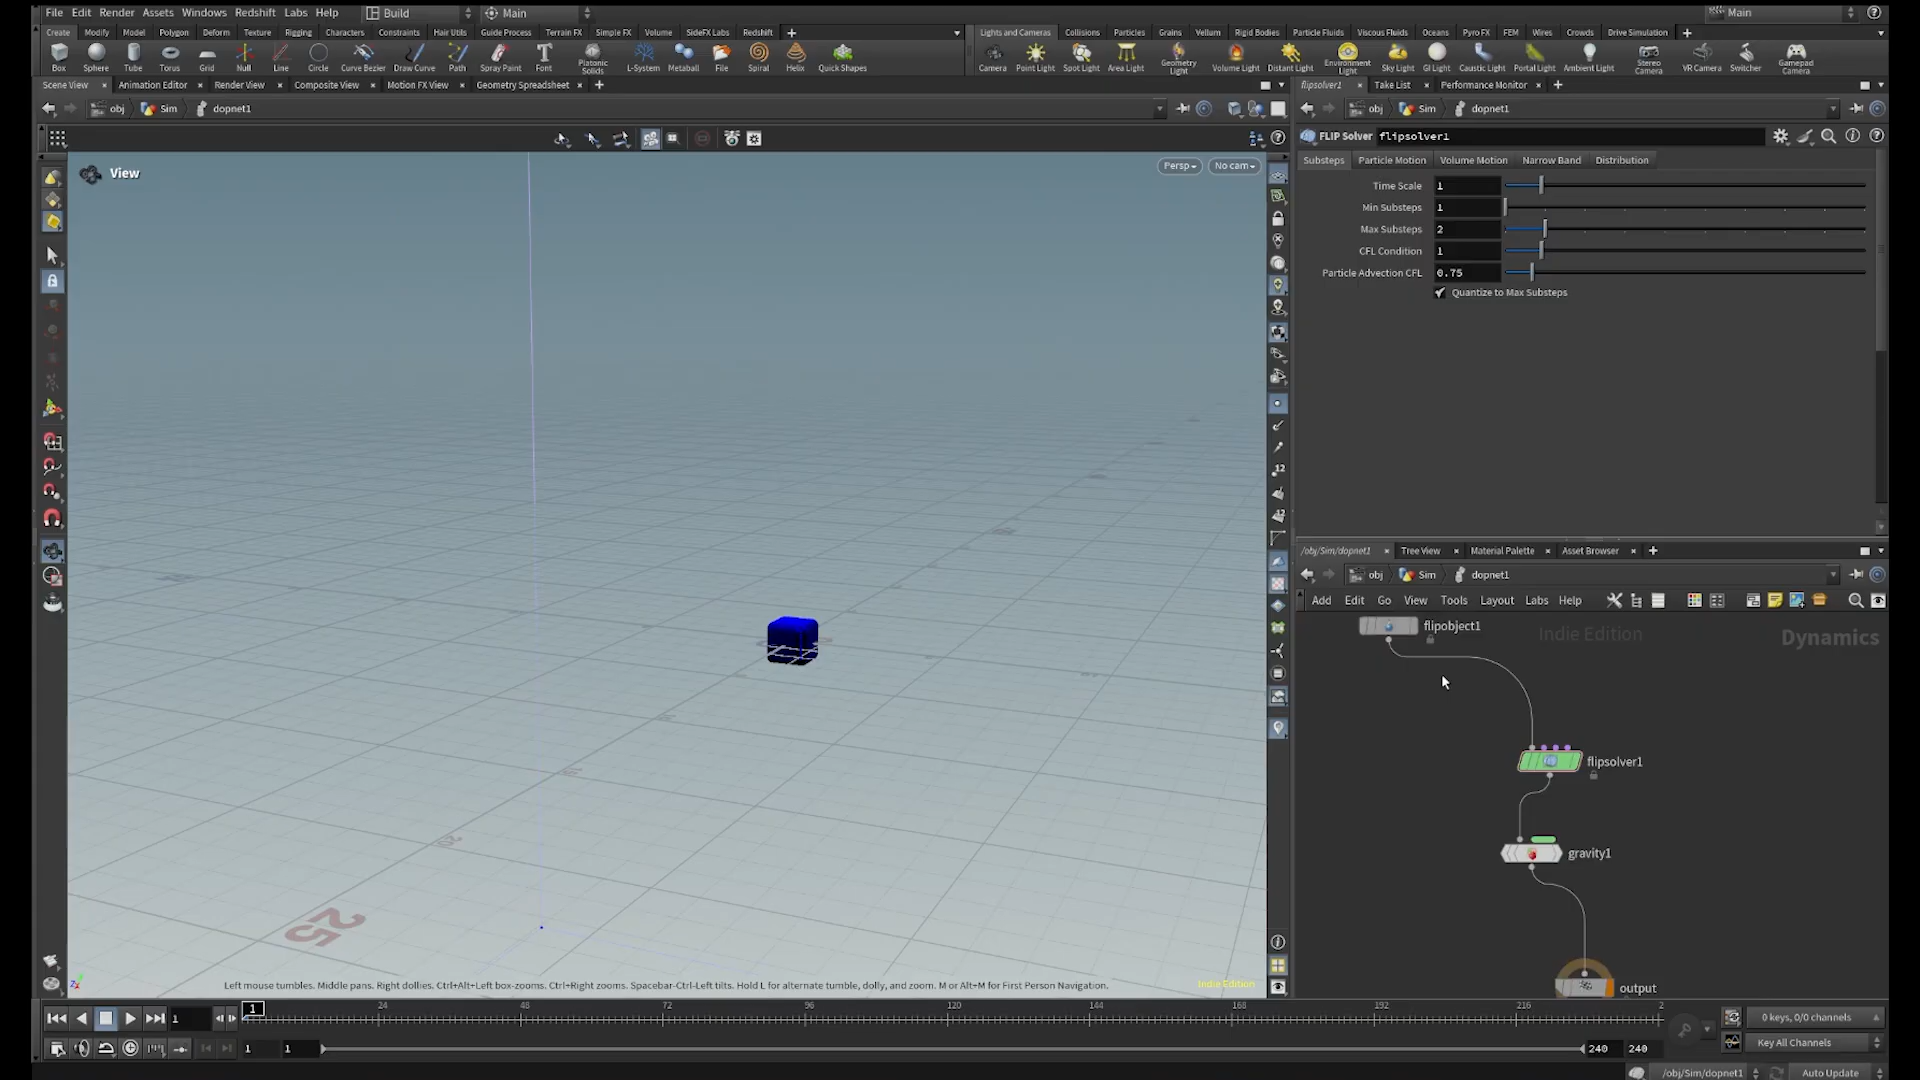 File Edit Render Assets Windows Redshift Labs Help Build Main Main
Create Modify Model Polygon Deform Texture Rigging Characters Constraints Hair Utils Guide Process Terrain FX Simple FX Volume SideFX Labs Redshift
Lights and Cameras Collisions Particles Grains Vellum Rigid Bodies Particle Fluids Viscous Fluids Oceans Pyro FX FEM Wires Crowds Drive Simulation
Box Sphere Tube Torus Grid Null Line Circle Curve Bezier Draw Curve Path Spray Paint Font Platonic Solids L-System Metaball File Spiral Helix Quick Shapes
Camera Point Light Spot Light Area Light Geometry Light Volume Light Distant Light Environment Light Sky Light GI Light Caustic Light Portal Light Ambient Light Stereo Camera VR Camera Switcher Gamepad Camera
Scene View Animation Editor Render View Composite View Motion FX View Geometry Spreadsheet
flipsolver1 Take List Performance Monitor
obj Sim dopnet1
obj Sim dopnet1
FLIP Solver flipsolver1
Substeps Particle Motion Volume Motion Narrow Band Distribution
View
Persp No cam
Time Scale 1
Min Substeps 1
Max Substeps 2
CFL Condition 1
Particle Advection CFL 0.75
Quantize to Max Substeps
/obj/Sim/dopnet1 Tree View Material Palette Asset Browser
obj Sim dopnet1
Add Edit Go View Tools Layout Labs Help
flipobject1
Indie Edition
Dynamics
flipsolver1
gravity1
output
25
Left mouse tumbles. Middle pans. Right dollies. Ctrl+Alt+Left box-zooms. Ctrl+Right zooms. Spacebar-Ctrl-Left tilts. Hold L for alternate tumble, dolly, and zoom. M or Alt+M for First Person Navigation.
Indie Edition
1 1 24 48 72 96 120 144 168 192 216 2
0 keys, 0/0 channels
1 1 240 240
Key All Channels
/obj/Sim/dopnet1 Auto Update